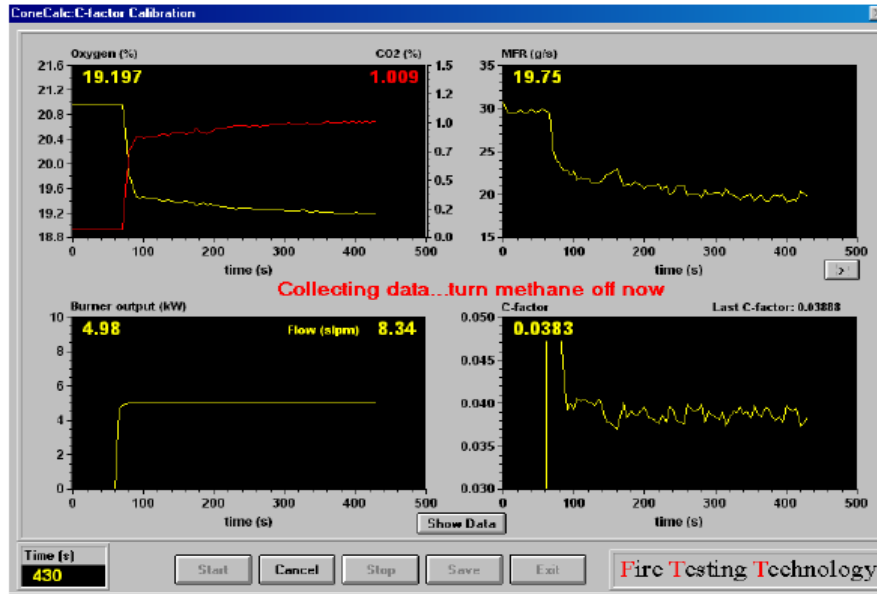 ConeCalc:C-factor Calibration
Oxygen (%) CO2 (%)
19.197 1.009
21.6
21.2
20.8
20.4
20.0
19.6
19.2
18.8
1.5
1.2
1.0
0.7
0.5
0.2
0.0
0 100 200 300 400 500
time (s)
MFR (g/s)
19.75
35
30
25
20
15
0 100 200 300 400 500
time (s)
>
Collecting data...turn methane off now
Burner output (kW)
4.98 Flow (slpm) 8.34
10
8
6
4
2
0
0 100 200 300 400 500
time (s)
C-factor Last C-factor: 0.03888
0.0383
0.050
0.045
0.040
0.035
0.030
0 100 200 300 400 500
time (s)
Show Data
Time (s)
430
Start Cancel Stop Save Exit
Fire Testing Technology